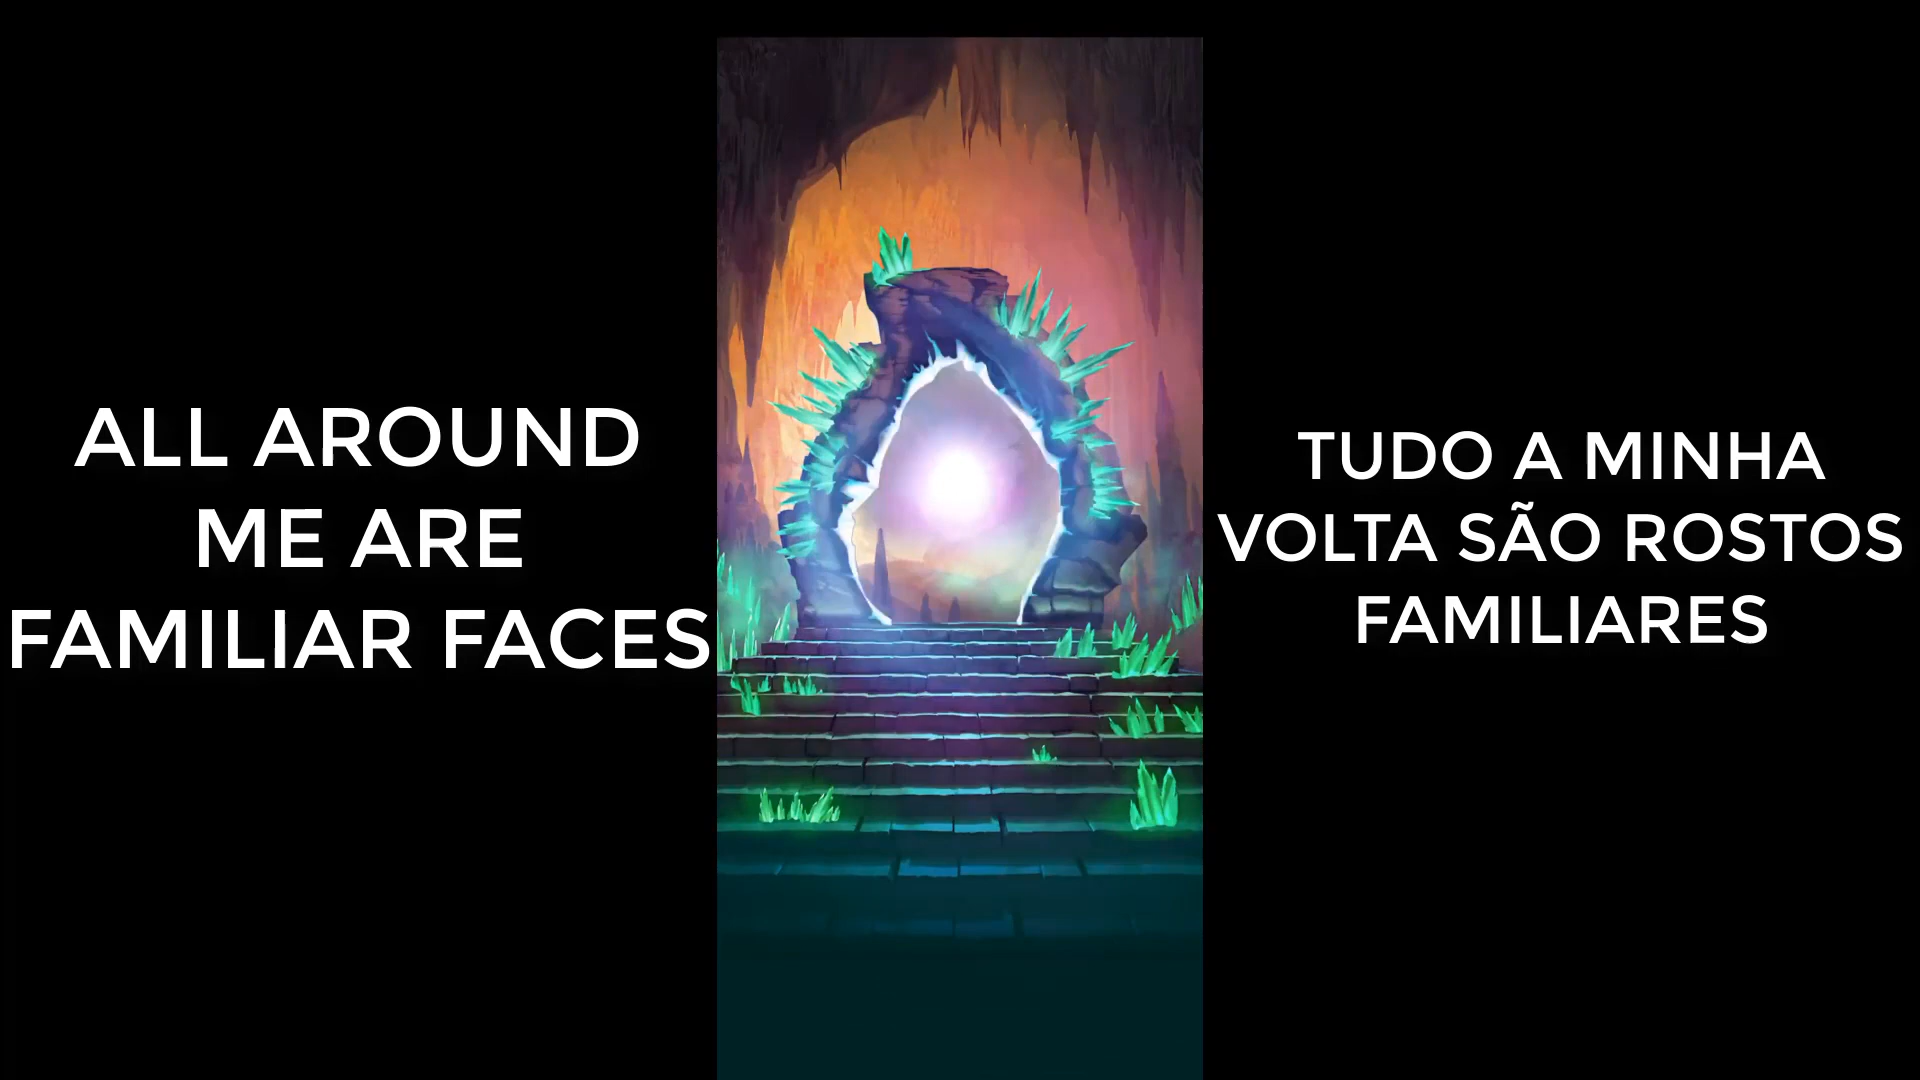 ALL AROUND
ME ARE
FAMILIAR FACES
TUDO A MINHA
VOLTA SÃO ROSTOS
FAMILIARES